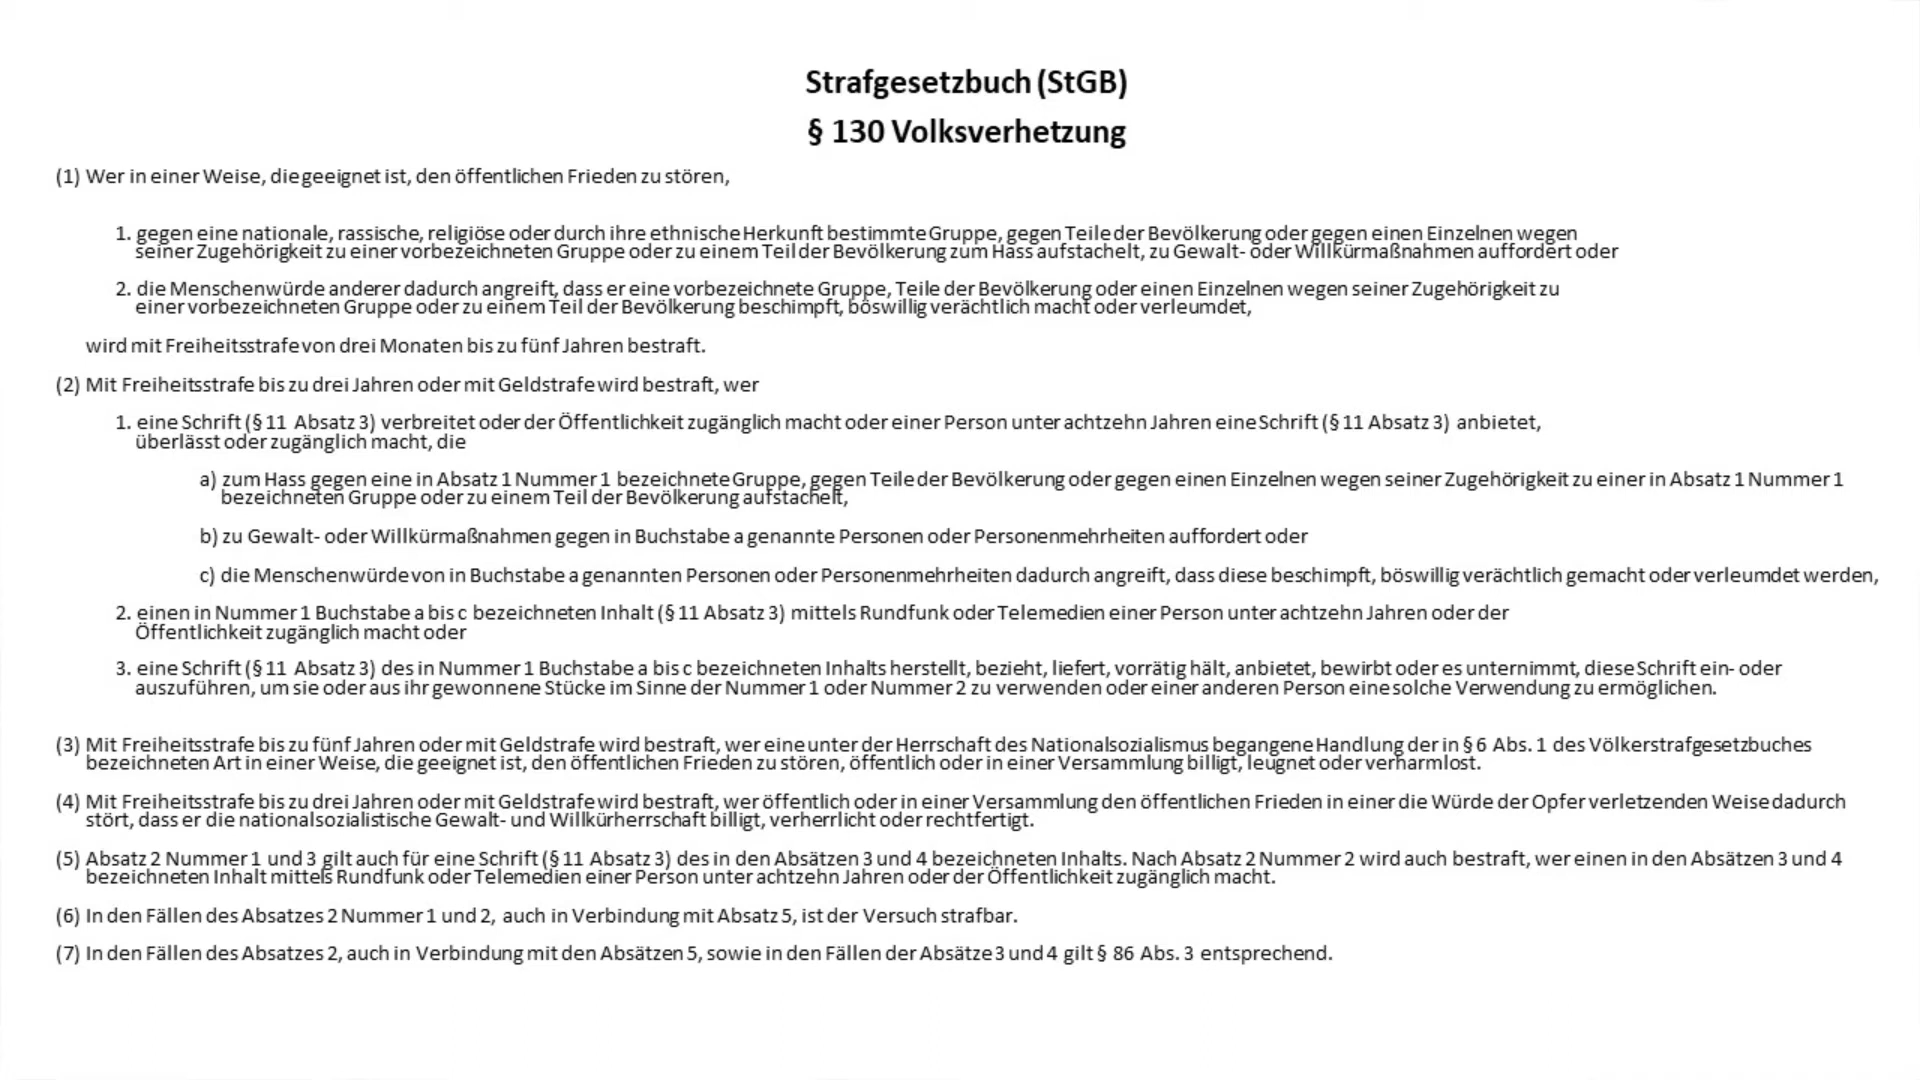 Strafgesetzbuch (StGB)
§ 130 Volksverhetzung
(1) Wer in einer Weise, die geeignet ist, den öffentlichen Frieden zu stören,
1. gegen eine nationale, rassische, religiöse oder durch ihre ethnische Herkunft bestimmte Gruppe, gegen Teile der Bevölkerung oder gegen einen Einzelnen wegen
seiner Zugehörigkeit zu einer vorbezeichneten Gruppe oder zu einem Teil der Bevölkerung zum Hass aufstachelt, zu Gewalt- oder Willkürmaßnahmen auffordert oder
2. die Menschenwürde anderer dadurch angreift, dass er eine vorbezeichnete Gruppe, Teile der Bevölkerung oder einen Einzelnen wegen seiner Zugehörigkeit zu
einer vorbezeichneten Gruppe oder zu einem Teil der Bevölkerung beschimpft, böswillig verächtlich macht oder verleumdet,
wird mit Freiheitsstrafe von drei Monaten bis zu fünf Jahren bestraft.
(2) Mit Freiheitsstrafe bis zu drei Jahren oder mit Geldstrafe wird bestraft, wer
1. eine Schrift (§ 11 Absatz 3) verbreitet oder der Öffentlichkeit zugänglich macht oder einer Person unter achtzehn Jahren eine Schrift (§ 11 Absatz 3) anbietet,
überlässt oder zugänglich macht, die
a) zum Hass gegen eine in Absatz 1 Nummer 1 bezeichnete Gruppe, gegen Teile der Bevölkerung oder gegen einen Einzelnen wegen seiner Zugehörigkeit zu einer in Absatz 1 Nummer 1
bezeichneten Gruppe oder zu einem Teil der Bevölkerung aufstachelt,
b) zu Gewalt- oder Willkürmaßnahmen gegen in Buchstabe a genannte Personen oder Personenmehrheiten auffordert oder
c) die Menschenwürde von in Buchstabe a genannten Personen oder Personenmehrheiten dadurch angreift, dass diese beschimpft, böswillig verächtlich gemacht oder verleumdet werden,
2. einen in Nummer 1 Buchstabe a bis c bezeichneten Inhalt (§ 11 Absatz 3) mittels Rundfunk oder Telemedien einer Person unter achtzehn Jahren oder der
Öffentlichkeit zugänglich macht oder
3. eine Schrift (§ 11 Absatz 3) des in Nummer 1 Buchstabe a bis c bezeichneten Inhalts herstellt, bezieht, liefert, vorrätig hält, anbietet, bewirbt oder es unternimmt, diese Schrift ein- oder
auszuführen, um sie oder aus ihr gewonnene Stücke im Sinne der Nummer 1 oder Nummer 2 zu verwenden oder einer anderen Person eine solche Verwendung zu ermöglichen.
(3) Mit Freiheitsstrafe bis zu fünf Jahren oder mit Geldstrafe wird bestraft, wer eine unter der Herrschaft des Nationalsozialismus begangene Handlung der in § 6 Abs. 1 des Völkerstrafgesetzbuches
bezeichneten Art in einer Weise, die geeignet ist, den öffentlichen Frieden zu stören, öffentlich oder in einer Versammlung billigt, leugnet oder verharmlost.
(4) Mit Freiheitsstrafe bis zu drei Jahren oder mit Geldstrafe wird bestraft, wer öffentlich oder in einer Versammlung den öffentlichen Frieden in einer die Würde der Opfer verletzenden Weise dadurch
stört, dass er die nationalsozialistische Gewalt- und Willkürherrschaft billigt, verherrlicht oder rechtfertigt.
(5) Absatz 2 Nummer 1 und 3 gilt auch für eine Schrift (§ 11 Absatz 3) des in den Absätzen 3 und 4 bezeichneten Inhalts. Nach Absatz 2 Nummer 2 wird auch bestraft, wer einen in den Absätzen 3 und 4
bezeichneten Inhalt mittels Rundfunk oder Telemedien einer Person unter achtzehn Jahren oder der Öffentlichkeit zugänglich macht.
(6) In den Fällen des Absatzes 2 Nummer 1 und 2, auch in Verbindung mit Absatz 5, ist der Versuch strafbar.
(7) In den Fällen des Absatzes 2, auch in Verbindung mit den Absätzen 5, sowie in den Fällen der Absätze 3 und 4 gilt § 86 Abs. 3 entsprechend.